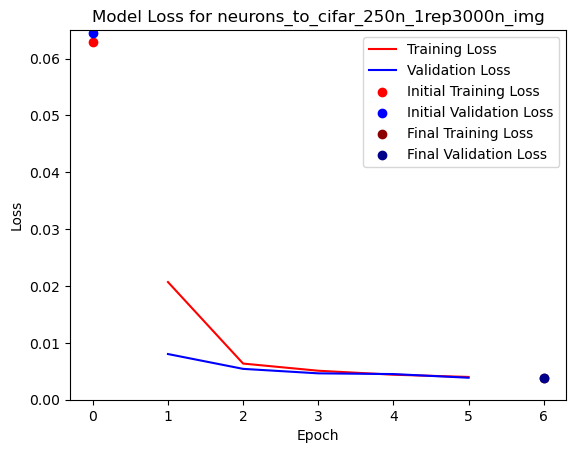 Model Loss for neurons_to_cifar_250n_1rep3000n_img
0.06
0.05
0.04
0.03
0.02
0.01
0.00
Loss
Training Loss
Validation Loss
Initial Training Loss
Initial Validation Loss
Final Training Loss
Final Validation Loss
0 1 2 3 4 5 6
Epoch